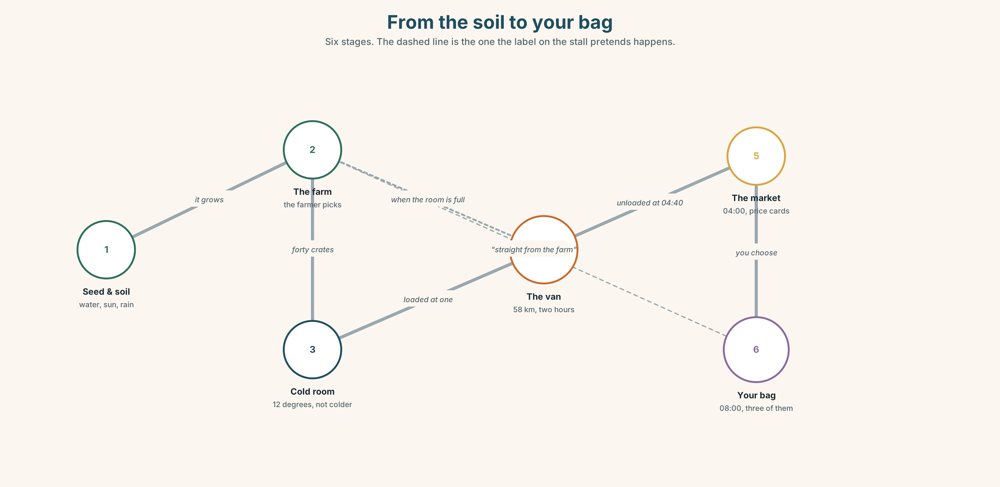 From the soil to your bag
Six stages. The dashed line is the one the label on the stall pretends happens.
1
Seed & soil
water, sun, rain
it grows
2
The farm
the farmer picks
forty crates
3
Cold room
12 degrees, not colder
when the room is full
loaded at one
"straight from the farm"
The van
58 km, two hours
unloaded at 04:40
5
The market
04:00, price cards
you choose
6
Your bag
08:00, three of them